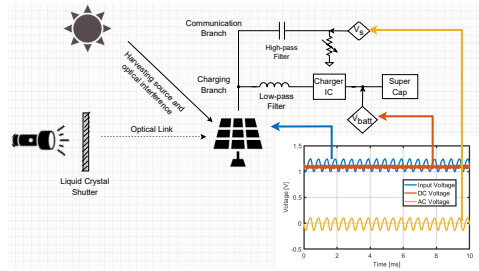 Communication
Branch
High-pass
Filter
Vs
Harvesting source and
optical interference
Charging
Branch
Low-pass
Filter
Charger
IC
Super
Cap
Vbatt
Optical Link
Liquid Crystal
Shutter
1.5
1
0.5
0
-0.5
Voltage [V]
Input Voltage
DC Voltage
AC Voltage
0
2
4
6
8
10
Time [ms]